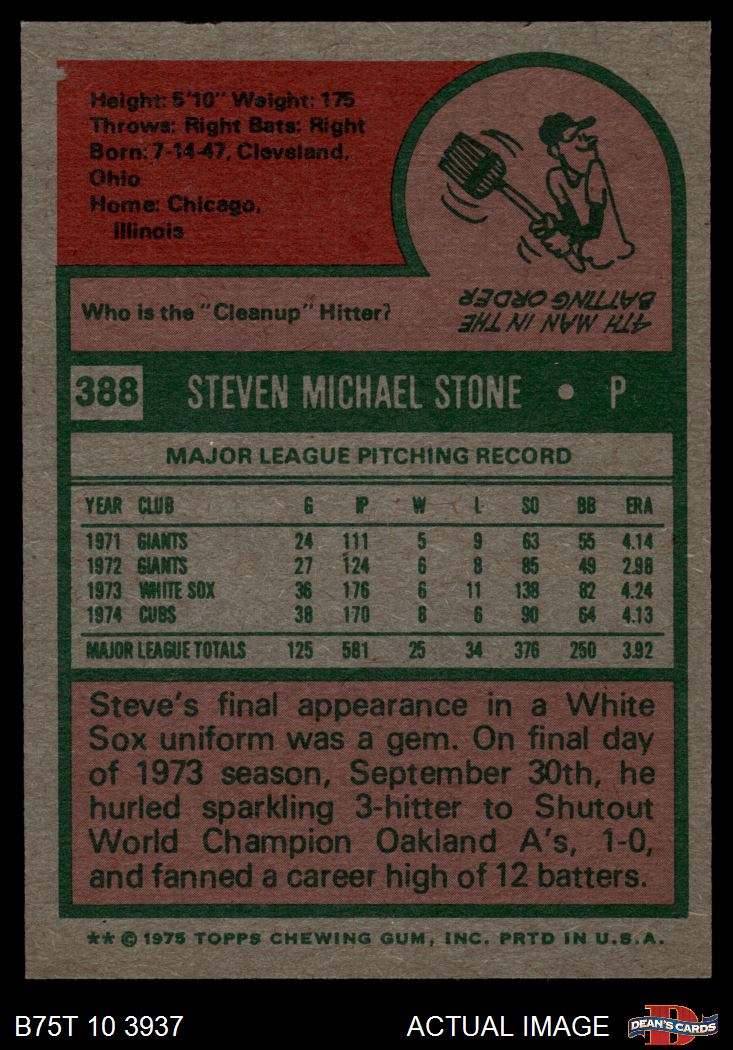 Height: 5'10" Weight: 175
Throws: Right Bats: Right
Born: 7-14-47, Cleveland,
Ohio
Home: Chicago,
Illinois
Who is the "Cleanup" Hitter?
4TH MAN IN THE
BATTING ORDER
388 STEVEN MICHAEL STONE • P
MAJOR LEAGUE PITCHING RECORD
YEAR CLUB G IP W L SO BB ERA
1971 GIANTS 24 111 5 9 63 55 4.14
1972 GIANTS 27 124 6 8 85 49 2.98
1973 WHITE SOX 36 176 6 11 138 82 4.24
1974 CUBS 38 170 8 6 90 64 4.13
MAJOR LEAGUE TOTALS 125 581 25 34 376 250 3.92
Steve's final appearance in a White
Sox uniform was a gem. On final day
of 1973 season, September 30th, he
hurled sparkling 3-hitter to Shutout
World Champion Oakland A's, 1-0,
and fanned a career high of 12 batters.
** © 1975 TOPPS CHEWING GUM, INC. PRTD IN U.S.A.
B75T 10 3937 ACTUAL IMAGE DEAN'S CARDS